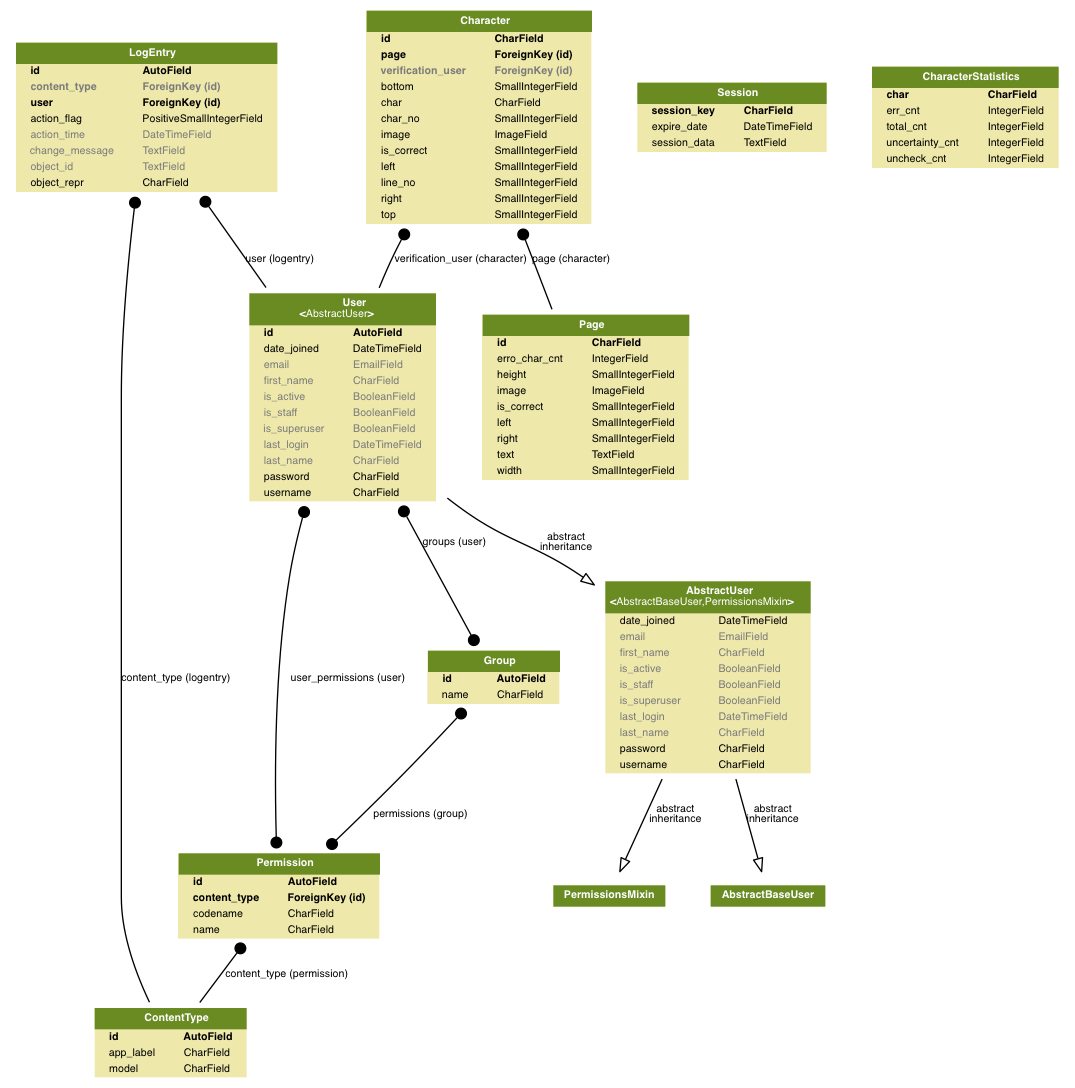 Character
id CharField
page ForeignKey (id)
verification_user ForeignKey (id)
bottom SmallIntegerField
char CharField
char_no SmallIntegerField
image ImageField
is_correct SmallIntegerField
left SmallIntegerField
line_no SmallIntegerField
right SmallIntegerField
top SmallIntegerField
LogEntry
id AutoField
content_type ForeignKey (id)
user ForeignKey (id)
action_flag PositiveSmallIntegerField
action_time DateTimeField
change_message TextField
object_id TextField
object_repr CharField
Session
session_key CharField
expire_date DateTimeField
session_data TextField
CharacterStatistics
char CharField
err_cnt IntegerField
total_cnt IntegerField
uncertainty_cnt IntegerField
uncheck_cnt IntegerField
user (logentry)
verification_user (character)
page (character)
User
<AbstractUser>
id AutoField
date_joined DateTimeField
email EmailField
first_name CharField
is_active BooleanField
is_staff BooleanField
is_superuser BooleanField
last_login DateTimeField
last_name CharField
password CharField
username CharField
Page
id CharField
erro_char_cnt IntegerField
height SmallIntegerField
image ImageField
is_correct SmallIntegerField
left SmallIntegerField
right SmallIntegerField
text TextField
width SmallIntegerField
groups (user)
abstract
inheritance
AbstractUser
<AbstractBaseUser,PermissionsMixin>
date_joined DateTimeField
email EmailField
first_name CharField
is_active BooleanField
is_staff BooleanField
is_superuser BooleanField
last_login DateTimeField
last_name CharField
password CharField
username CharField
Group
id AutoField
name CharField
content_type (logentry)
user_permissions (user)
permissions (group)
abstract
inheritance
abstract
inheritance
PermissionsMixin
AbstractBaseUser
Permission
id AutoField
content_type ForeignKey (id)
codename CharField
name CharField
content_type (permission)
ContentType
id AutoField
app_label CharField
model CharField